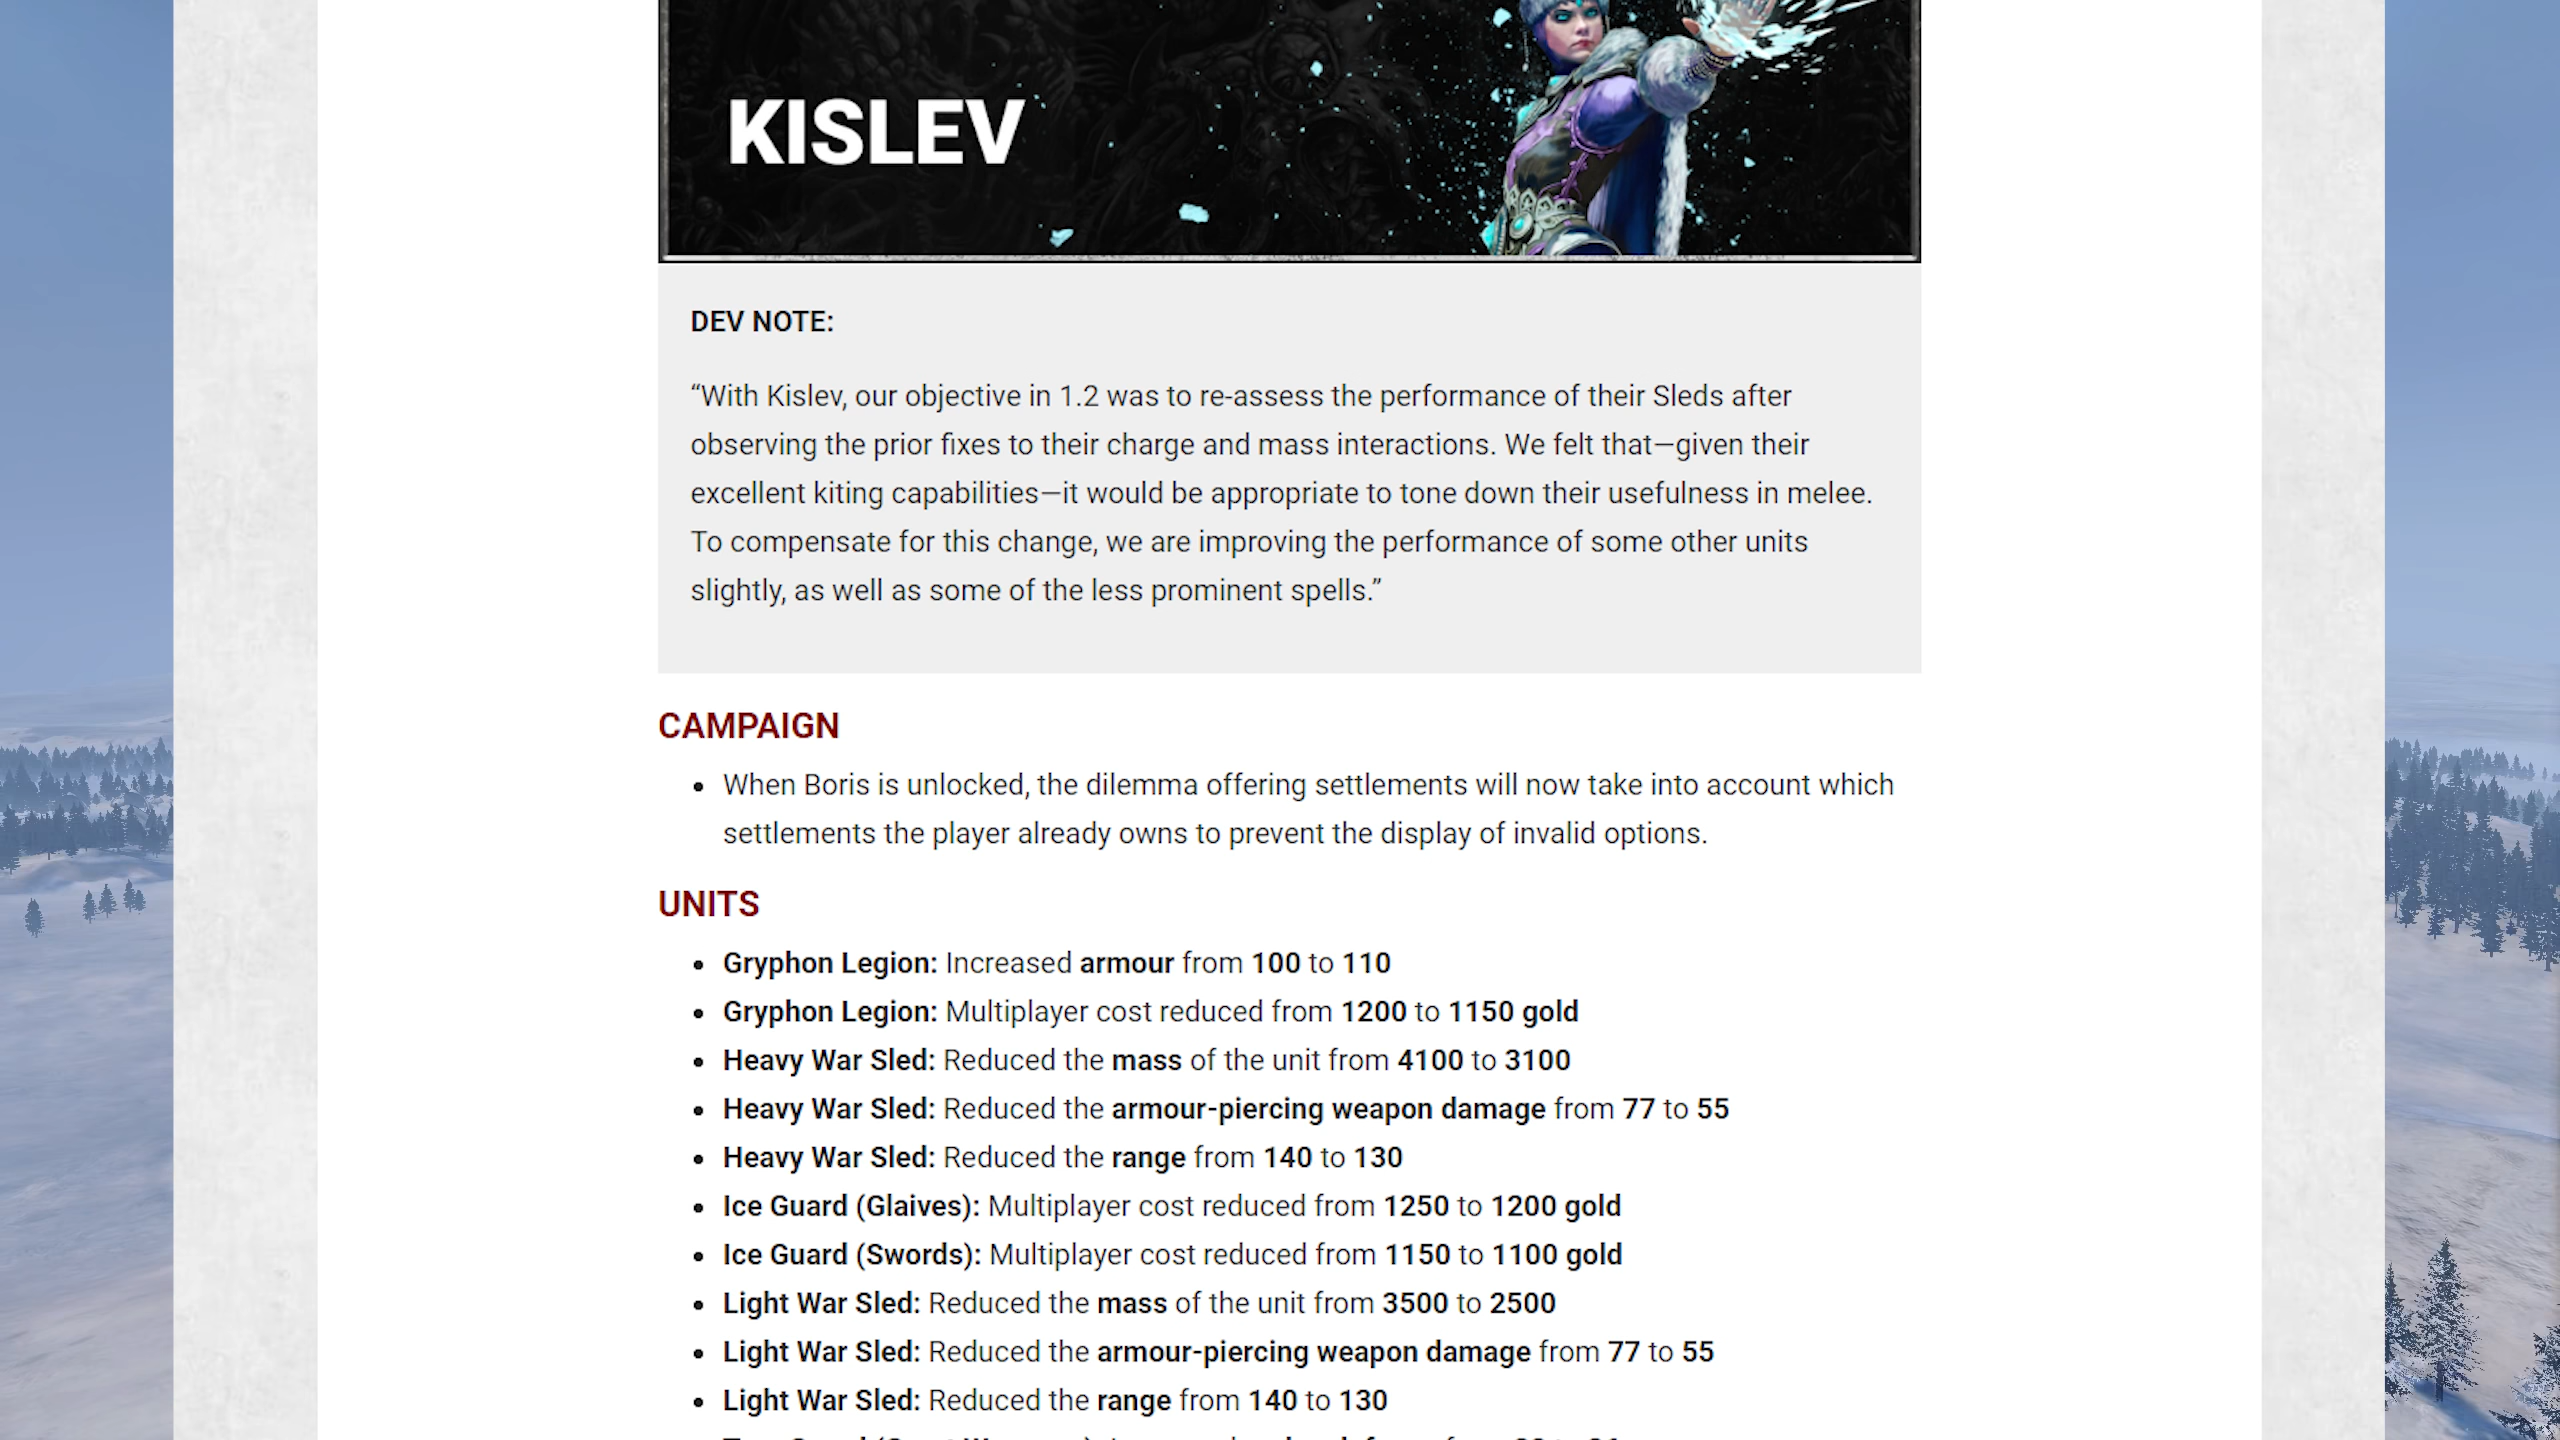 KISLEV
DEV NOTE:
“With Kislev, our objective in 1.2 was to re-assess the performance of their Sleds after
observing the prior fixes to their charge and mass interactions. We felt that—given their
excellent kiting capabilities—it would be appropriate to tone down their usefulness in melee.
To compensate for this change, we are improving the performance of some other units
slightly, as well as some of the less prominent spells.”
CAMPAIGN
• When Boris is unlocked, the dilemma offering settlements will now take into account which
settlements the player already owns to prevent the display of invalid options.
UNITS
• Gryphon Legion: Increased armour from 100 to 110
• Gryphon Legion: Multiplayer cost reduced from 1200 to 1150 gold
• Heavy War Sled: Reduced the mass of the unit from 4100 to 3100
• Heavy War Sled: Reduced the armour-piercing weapon damage from 77 to 55
• Heavy War Sled: Reduced the range from 140 to 130
• Ice Guard (Glaives): Multiplayer cost reduced from 1250 to 1200 gold
• Ice Guard (Swords): Multiplayer cost reduced from 1150 to 1100 gold
• Light War Sled: Reduced the mass of the unit from 3500 to 2500
• Light War Sled: Reduced the armour-piercing weapon damage from 77 to 55
• Light War Sled: Reduced the range from 140 to 130